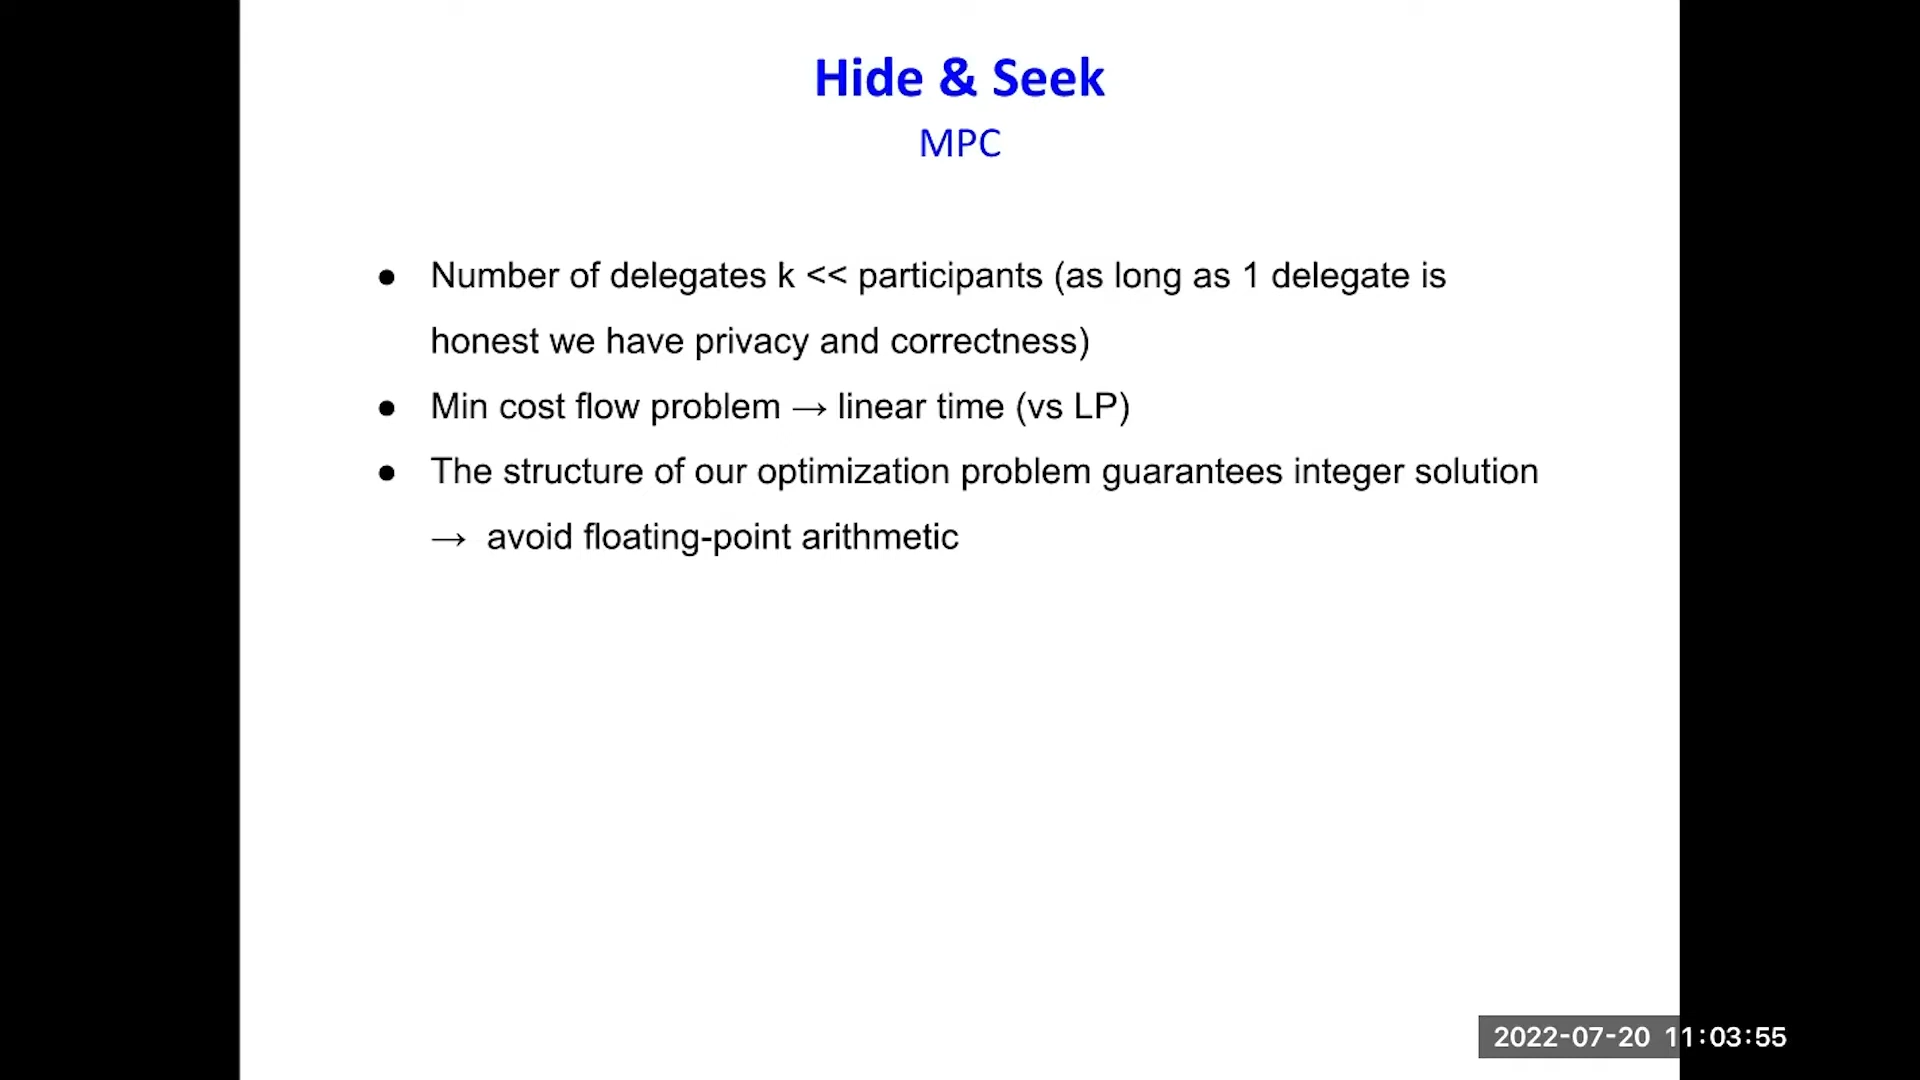 Hide & Seek
MPC
● Number of delegates k << participants (as long as 1 delegate is
honest we have privacy and correctness)
● Min cost flow problem → linear time (vs LP)
● The structure of our optimization problem guarantees integer solution
→ avoid floating-point arithmetic
2022-07-20 11:03:55